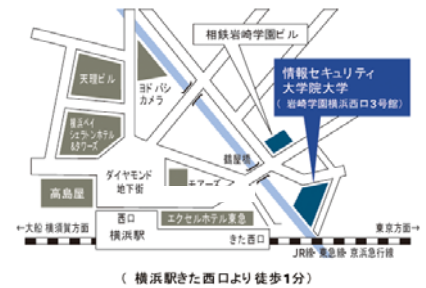 相鉄岩崎学園ビル
天理ビル
ヨドバシ
カメラ
情報セキュリティ
大学院大学
( 岩崎学園横浜西口3号館)
横浜ベイ
シェラトンホテル
&タワーズ
鶴屋橋
ダイヤモンド
地下街
モアーズ
高島屋
西口
エクセルホテル東急
←大船 横須賀方面
横浜駅
きた西口
東京方面→
JR線・東急線・京浜急行線
( 横浜駅きた西口より徒歩1分)